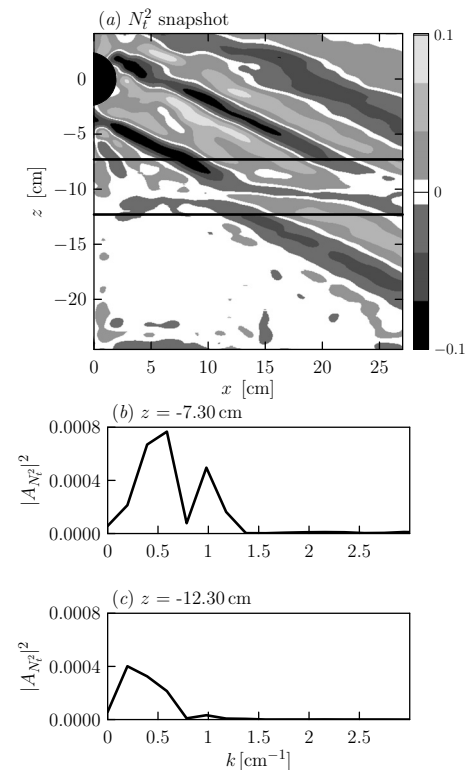 (a) N_t^2 snapshot
0.1
0
−0.1
0
−5
−10
−15
−20
z [cm]
0 5 10 15 20 25
x [cm]
(b) z = -7.30 cm
0.0008
0.0004
0.0000
|A_{N_t^2}|^2
0 0.5 1 1.5 2 2.5
(c) z = -12.30 cm
0.0008
0.0004
0.0000
|A_{N_t^2}|^2
0 0.5 1 1.5 2 2.5
k [cm^{−1}]